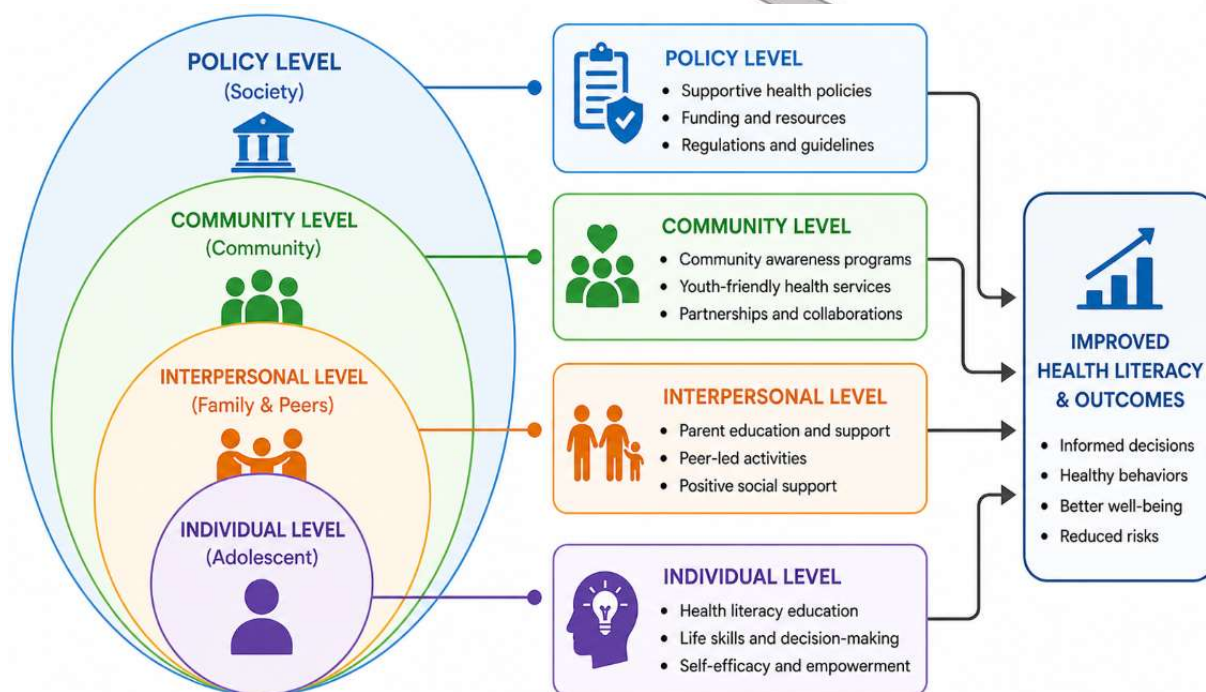 POLICY LEVEL
(Society)
COMMUNITY LEVEL
(Community)
INTERPERSONAL LEVEL
(Family & Peers)
INDIVIDUAL LEVEL
(Adolescent)
POLICY LEVEL
• Supportive health policies
• Funding and resources
• Regulations and guidelines
COMMUNITY LEVEL
• Community awareness programs
• Youth-friendly health services
• Partnerships and collaborations
INTERPERSONAL LEVEL
• Parent education and support
• Peer-led activities
• Positive social support
INDIVIDUAL LEVEL
• Health literacy education
• Life skills and decision-making
• Self-efficacy and empowerment
IMPROVED
HEALTH LITERACY
& OUTCOMES
• Informed decisions
• Healthy behaviors
• Better well-being
• Reduced risks